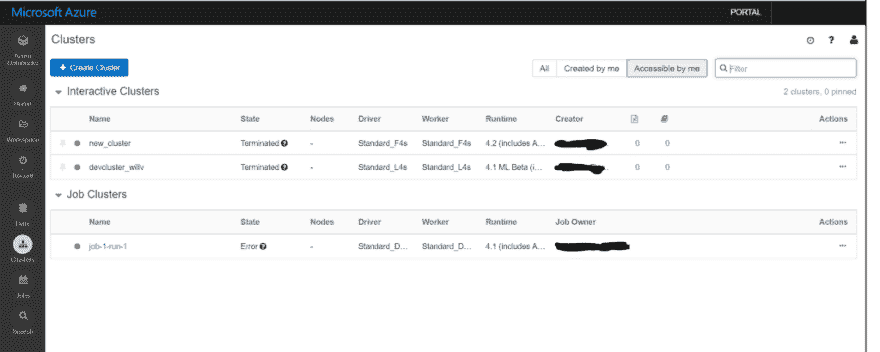 Microsoft Azure PORTAL
Clusters
+ Create Cluster All Created by me Accessible by me Filter
Interactive Clusters 2 clusters, 0 pinned
Name State Nodes Driver Worker Runtime Creator Actions
new_cluster Terminated - Standard_F4s Standard_F4s 4.2 (includes A... 0 0 ...
devcluster_willv Terminated - Standard_L4s Standard_L4s 4.1 ML Beta (i... 0 0 ...
Job Clusters
Name State Nodes Driver Worker Runtime Job Owner Actions
job-1-run-1 Error - Standard_D... Standard_D... 4.1 (includes A... ...
Azure
Databricks
Home
Workspace
Recent
Data
Clusters
Jobs
Search